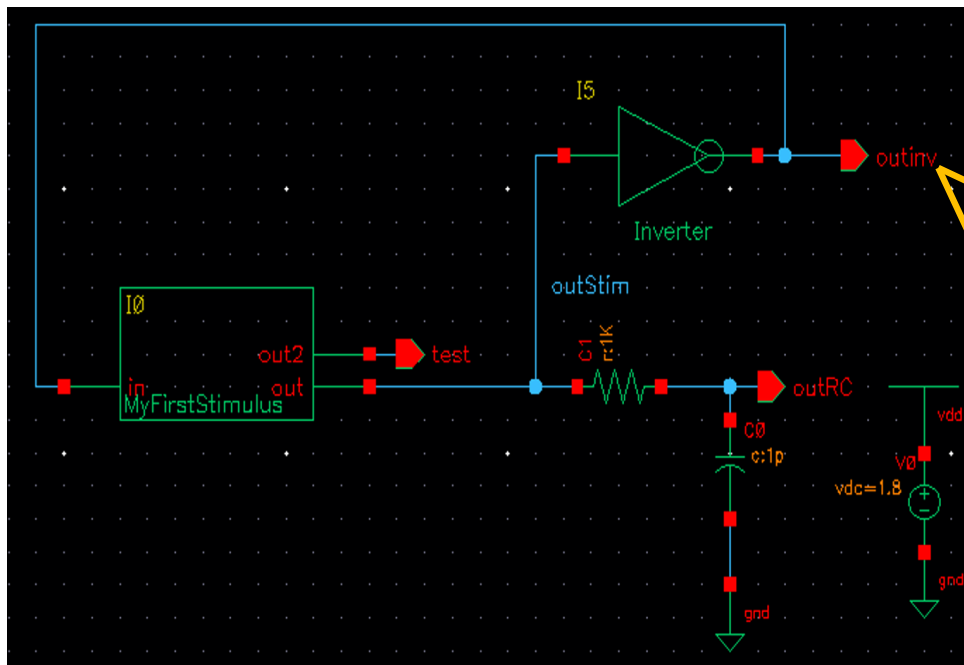 I5
outinv
Inverter
outStim
I0
out2
test
C1
r:1K
in
out
outRC
MyFirstStimulus
vdd
C0
c:1p
V0
vdc=1.8
gnd
gnd